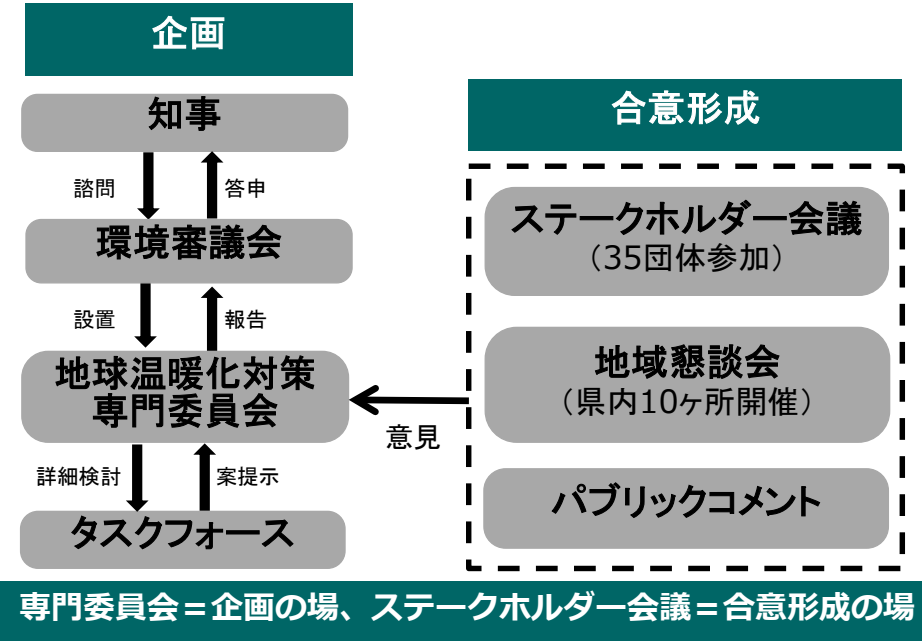 企画
知事
諮問
答申
環境審議会
設置
報告
地球温暖化対策
専門委員会
詳細検討
案提示
タスクフォース
合意形成
ステークホルダー会議
（35団体参加）
地域懇談会
（県内10ヶ所開催）
パブリックコメント
意見
専門委員会＝企画の場、ステークホルダー会議＝合意形成の場